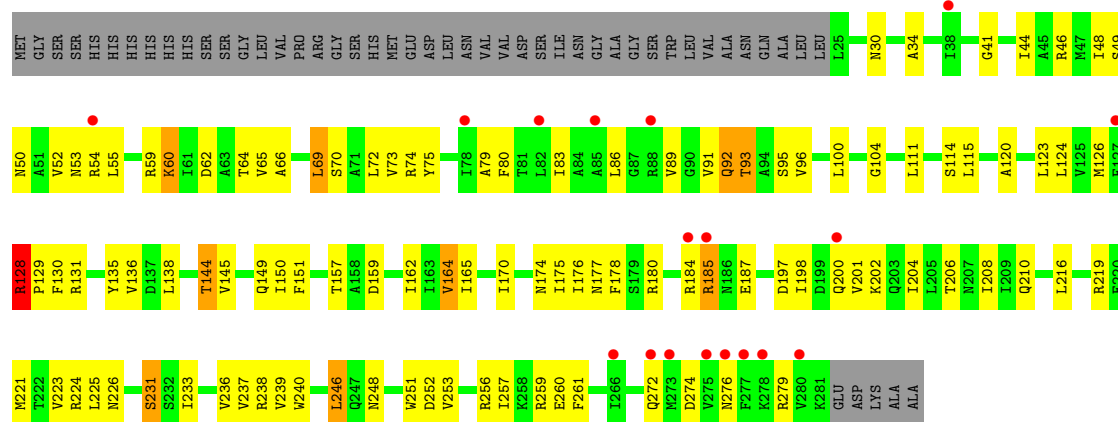 MET GLY SER SER HIS HIS HIS HIS HIS HIS SER SER GLY LEU VAL PRO ARG GLY SER HIS MET GLU ASP LEU ASN VAL VAL ASP SER ILE ASN GLY ALA GLY SER TRP LEU VAL ALA ASN GLN ALA LEU LEU L25 N30 A34 I38 G41 I44 A45 R46 M47 I48 S49
N50 A51 V52 N53 R54 L55 R59 K60 I61 D62 A63 T64 V65 A66 L69 S70 A71 L72 V73 R74 Y75 I78 A79 F80 T81 L82 I83 A84 A85 L86 G87 R88 V89 G90 V91 Q92 T93 A94 S95 V96 L100 G104 L111 S114 L115 A120 L123 L124 V125 M126
R128 P129 F130 R131 Y135 V136 D137 L138 T144 V145 Q149 I150 F151 T157 A158 D159 I162 I163 V164 I165 I170 N174 I175 I176 N177 F178 S179 R180 R184 R185 N186 E187 D197 I198 D199 Q200 V201 K202 Q203 I204 L205 T206 N207 I208 I209 Q210 L216 R219
M221 T222 V223 R224 L225 N226 S231 S232 I233 V236 V237 R238 V239 W240 L246 Q247 N248 W251 D252 V253 R256 I257 K258 R259 E260 F261 I266 Q272 M273 D274 V275 N276 F277 K278 R279 V280 K281 GLU ASP LYS ALA ALA